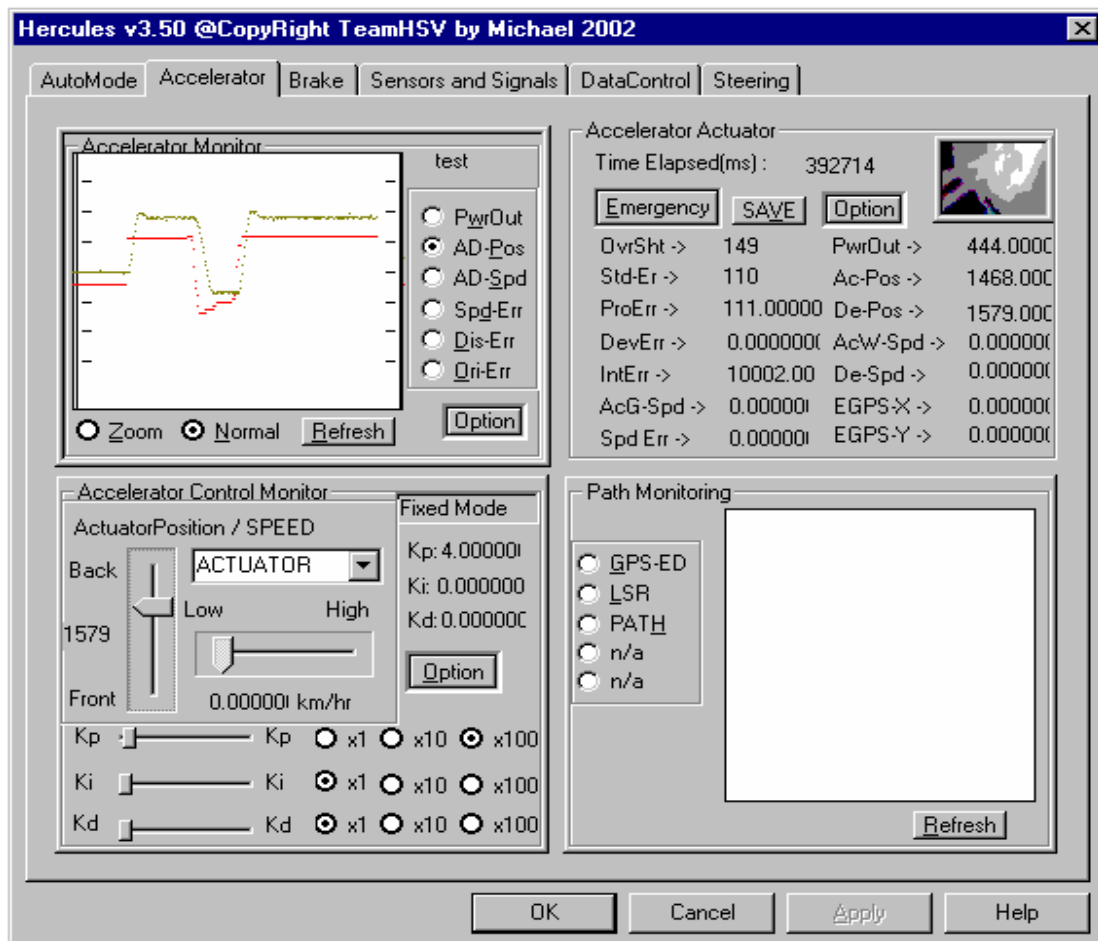 Hercules v3.50 @CopyRight TeamHSV by Michael 2002
AutoMode Accelerator Brake Sensors and Signals DataControl Steering
Accelerator Monitor
test
PwrOut
AD-Pos
AD-Spd
Spd-Err
Dis-Err
Ori-Err
Zoom Normal Refresh Option
Accelerator Actuator
Time Elapsed(ms) : 392714
Emergency SAVE Option
OvrSht -> 149 PwrOut -> 444.0000
Std-Er -> 110 Ac-Pos -> 1468.000
ProErr -> 111.00000 De-Pos -> 1579.000
DevErr -> 0.0000000 AcW-Spd -> 0.000000
IntErr -> 10002.00 De-Spd -> 0.000000
AcG-Spd -> 0.000000 EGPS-X -> 0.000000
Spd Err -> 0.000000 EGPS-Y -> 0.000000
Accelerator Control Monitor
Fixed Mode
ActuatorPosition / SPEED
Back ACTUATOR
Low High
1579
Front 0.000000 km/hr
Kp: 4.000000
Ki: 0.000000
Kd: 0.000000
Option
Kp Kp x1 x10 x100
Ki Ki x1 x10 x100
Kd Kd x1 x10 x100
Path Monitoring
GPS-ED
LSR
PATH
n/a
n/a
Refresh
OK Cancel Apply Help